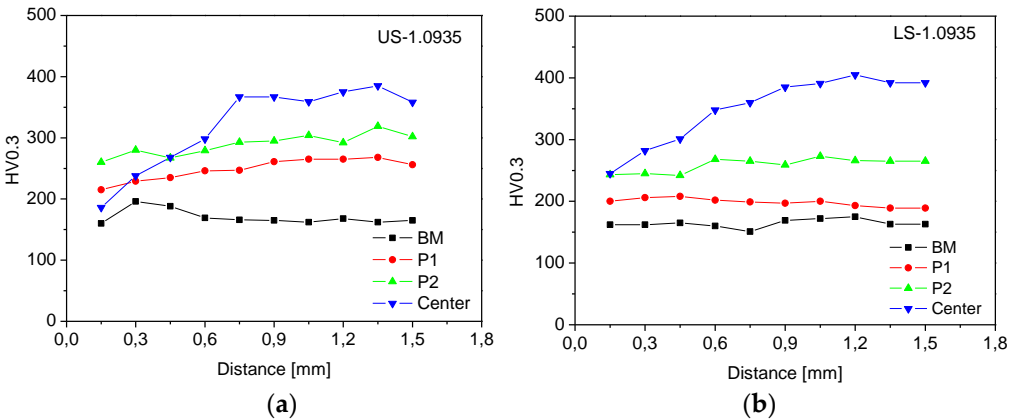 500
400
300
200
100
0
HV0.3
US-1.0935
BM
P1
P2
Center
0,0 0,3 0,6 0,9 1,2 1,5 1,8
Distance [mm]
(a)
500
400
300
200
100
0
HV0.3
LS-1.0935
BM
P1
P2
Center
0,0 0,3 0,6 0,9 1,2 1,5 1,8
Distance [mm]
(b)